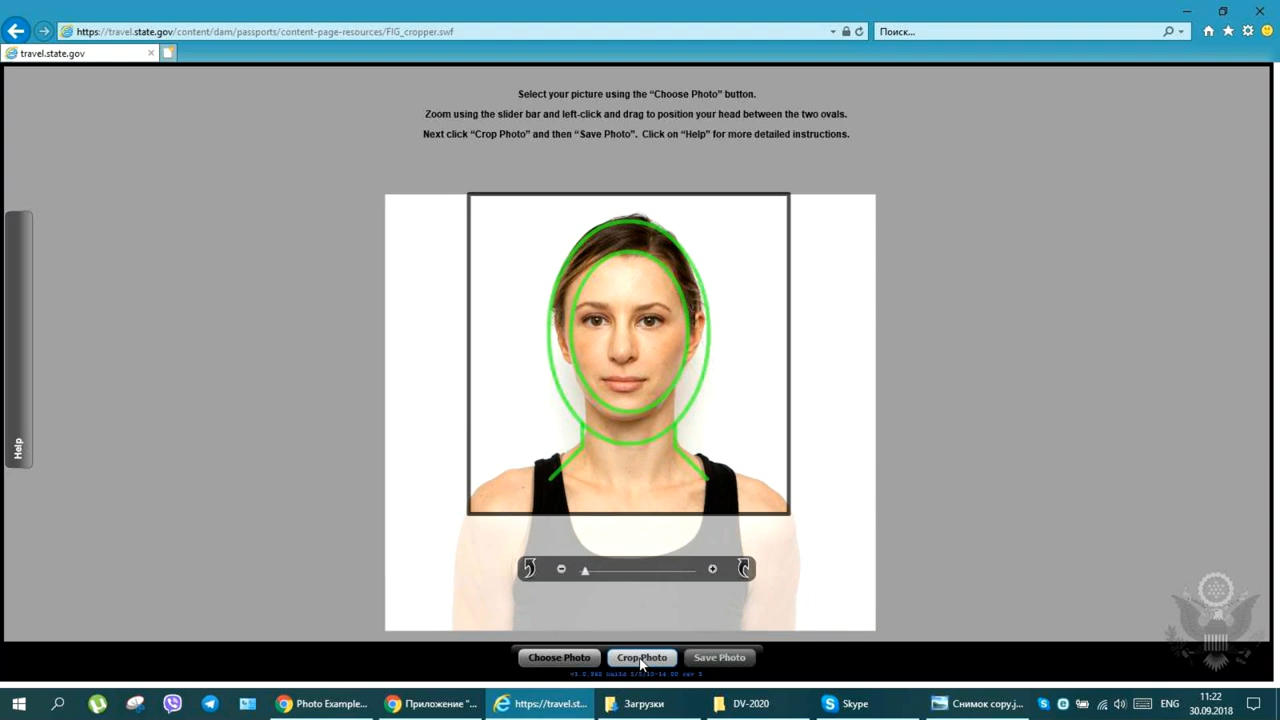 https://travel.state.gov/content/dam/passports/content-page-resources/FIG_cropper.swf
Поиск...
travel.state.gov
Select your picture using the “Choose Photo” button.
Zoom using the slider bar and left-click and drag to position your head between the two ovals.
Next click “Crop Photo” and then “Save Photo”. Click on “Help” for more detailed instructions.
Help
Choose Photo
Crop Photo
Save Photo
Photo Example...
Приложение "...
https://travel.st...
Загрузки
DV-2020
Skype
Снимок copy.j...
ENG
11:22
30.09.2018